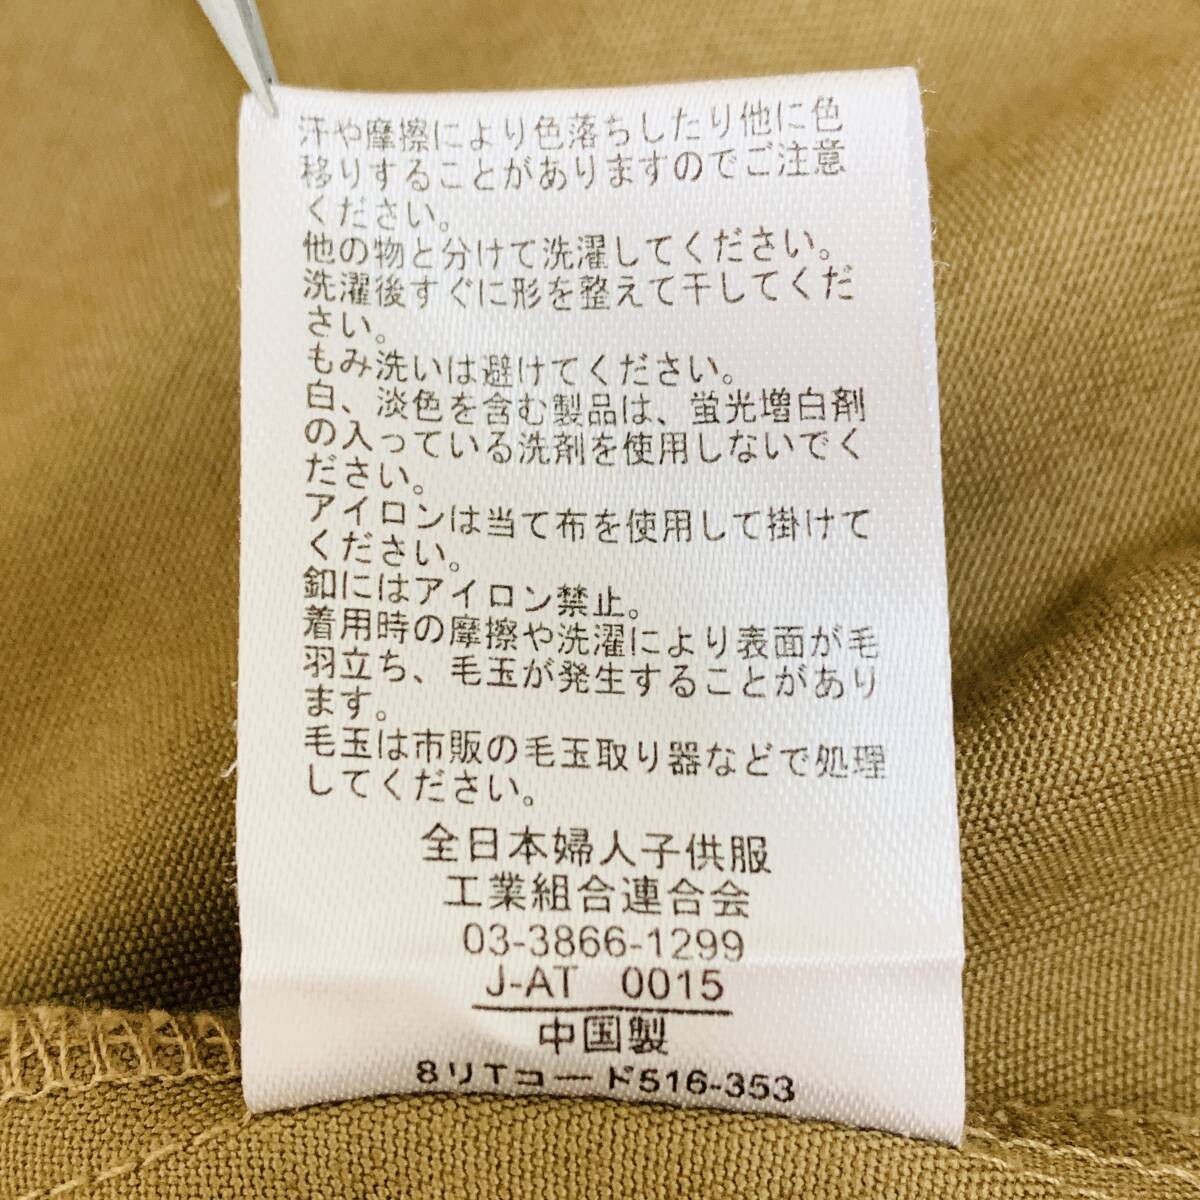 汗や摩擦により色落ちしたり他に色
移りすることがありますのでご注意
ください。
他の物と分けて洗濯してください。
洗濯後すぐに形を整えて干してくだ
さい。
もみ洗いは避けてください。
白、淡色を含む製品は、蛍光増白剤
の入っている洗剤を使用しないでく
ださい。
アイロンは当て布を使用して掛けて
ください。
釦にはアイロン禁止。
着用時の摩擦や洗濯により表面が毛
羽立ち、毛玉が発生することがあり
ます。
毛玉は市販の毛玉取り器などで処理
してください。
全日本婦人子供服
工業組合連合会
03-3866-1299
J-AT 0015
中国製
8リTコード516-353